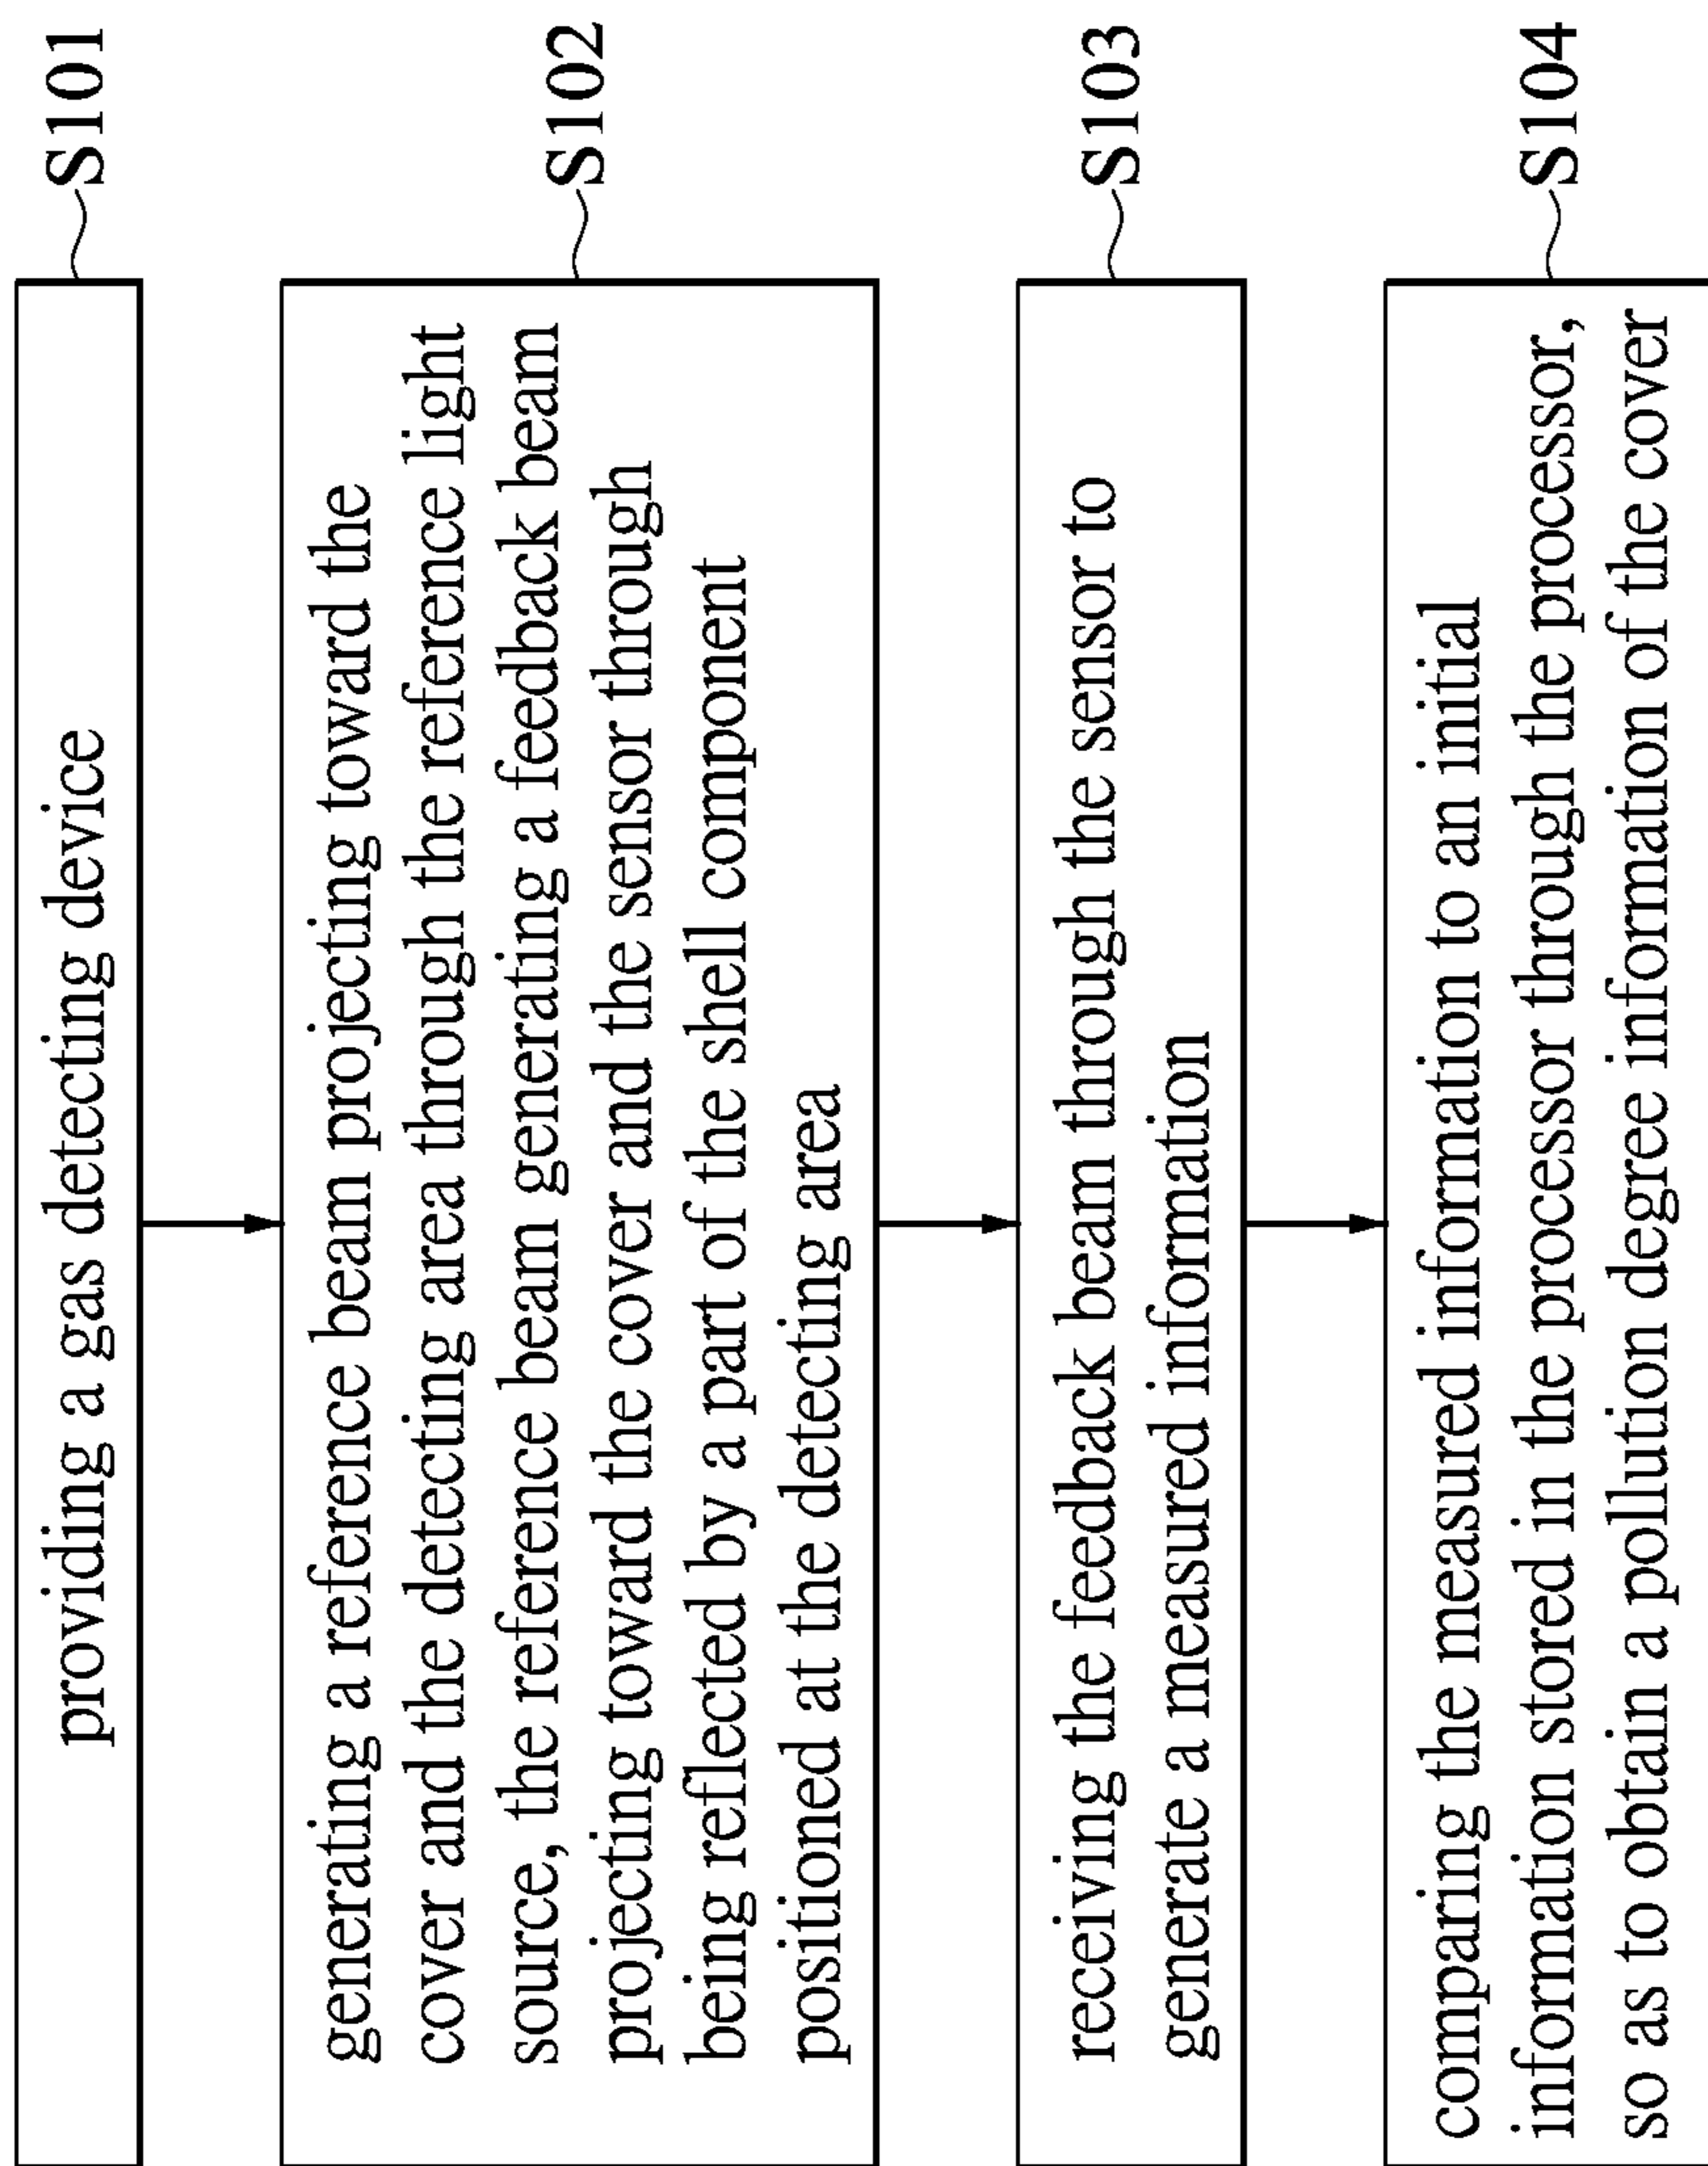 providing a gas detecting device
S101
generating a reference beam projecting toward the
cover and the detecting area through the reference light
source, the reference beam generating a feedback beam
projecting toward the cover and the sensor through
being reflected by a part of the shell component
positioned at the detecting area
S102
receiving the feedback beam through the sensor to
generate a measured information
S103
comparing the measured information to an initial
information stored in the processor through the processor,
so as to obtain a pollution degree information of the cover
S104